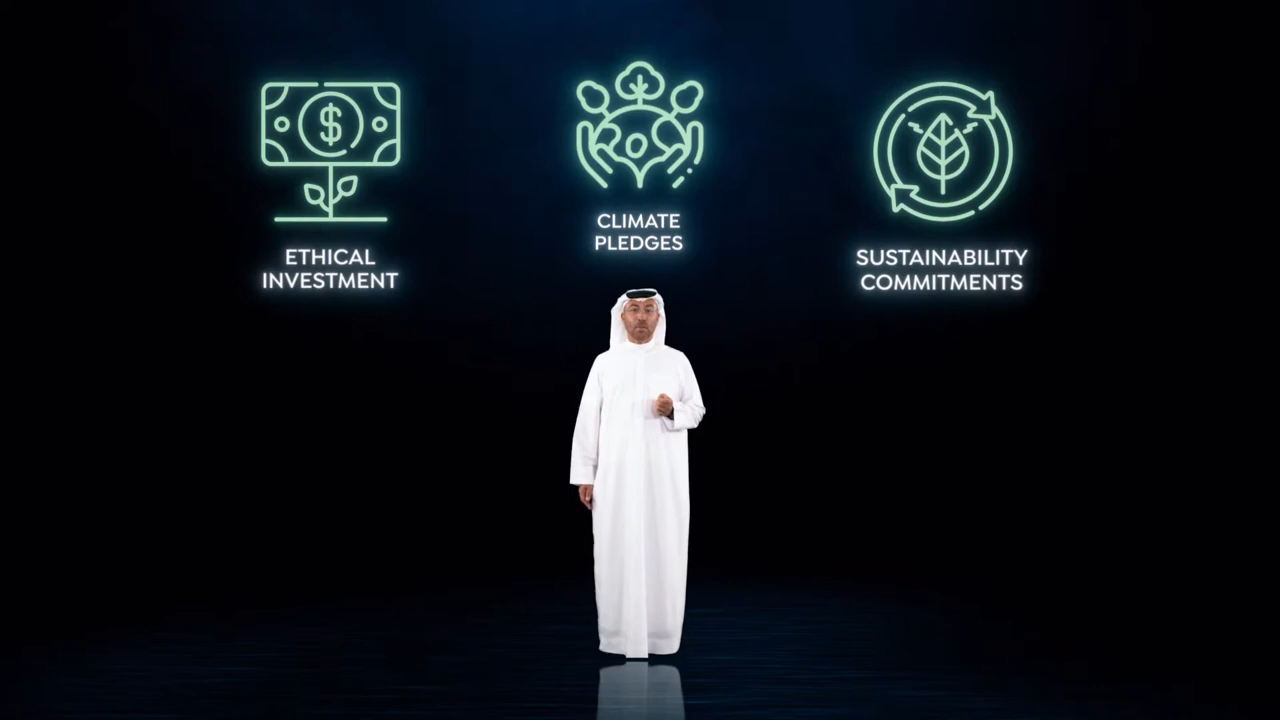 ETHICAL
INVESTMENT
CLIMATE
PLEDGES
SUSTAINABILITY
COMMITMENTS